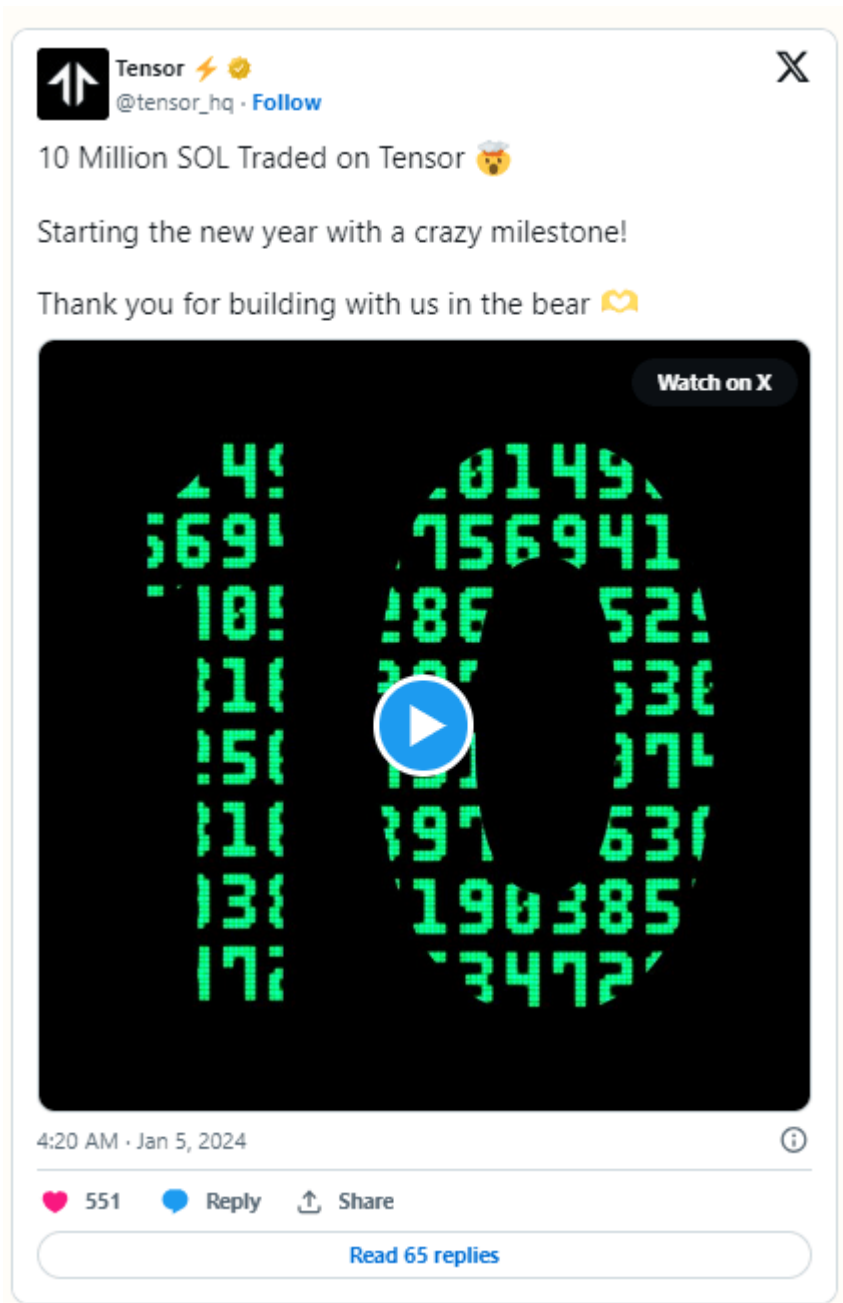 Tensor ⚡
@tensor_hq · Follow
10 Million SOL Traded on Tensor 🤯
Starting the new year with a crazy milestone!
Thank you for building with us in the bear 🫶
Watch on X
10
4:20 AM · Jan 5, 2024
551 Reply Share
Read 65 replies